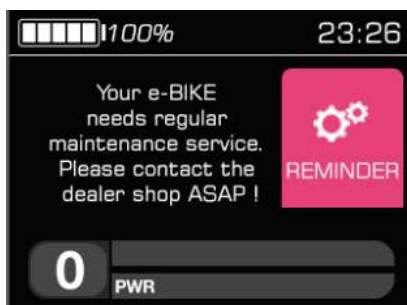 100%
23:26
Your e-BIKE
needs regular
maintenance service.
Please contact the
dealer shop ASAP !
REMINDER
0
PWR